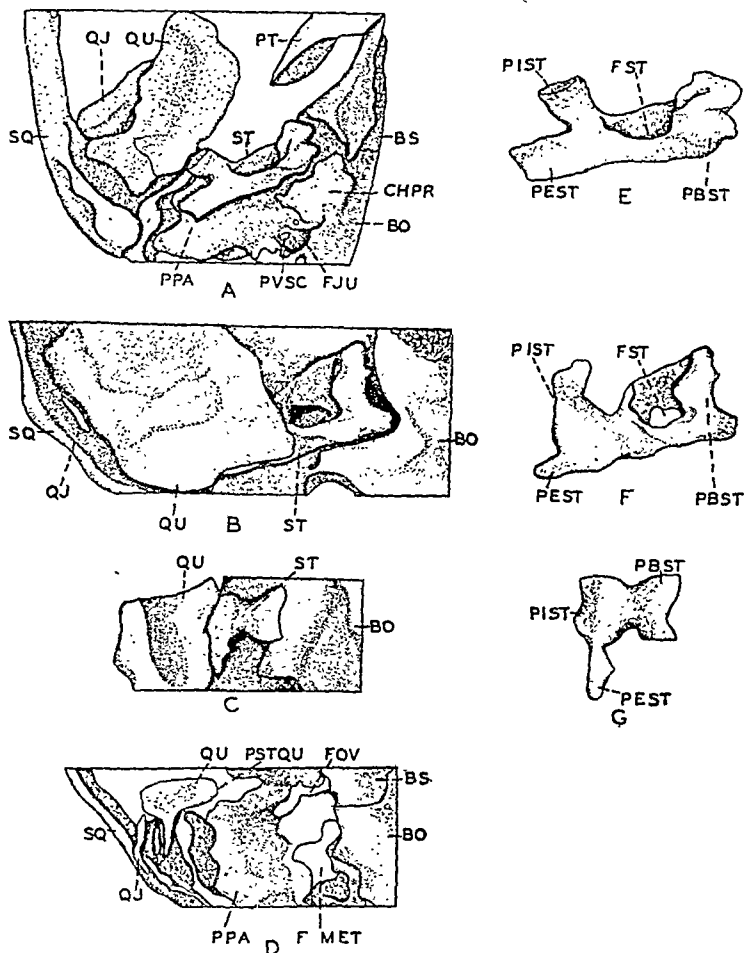 QJ QU PT
PIST FST
SQ ST BS
CHPR
BO
PEST E PBST
PPA A PVSC FJU
PIST FST
SQ BO
QJ
QU B ST
PEST F PBST
QU ST
PBST
PIST
BO
C
PEST
G
QU PSTQU FOV
BS
SQ BO
QJ
PPA D F MET